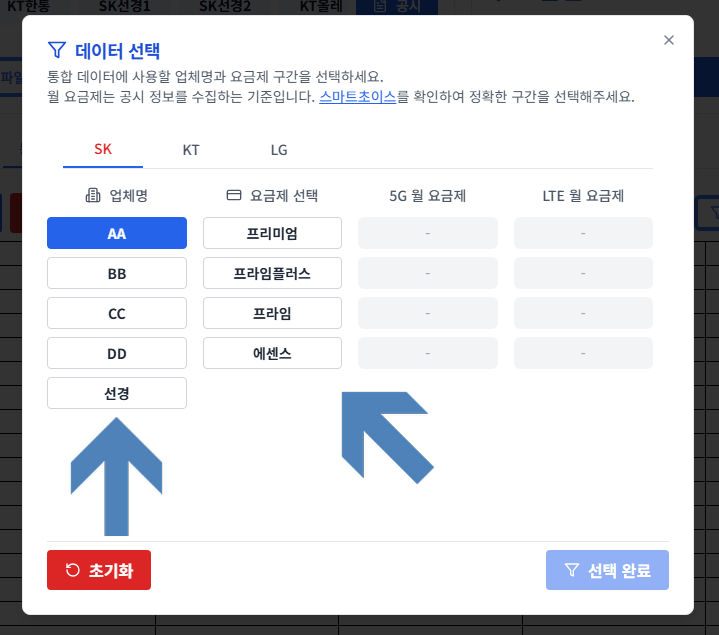 KT한통 SK선경1 SK선경2 KT올레 공시
데이터 선택
통합 데이터에 사용할 업체명과 요금제 구간을 선택하세요.
월 요금제는 공시 정보를 수집하는 기준입니다. 스마트초이스를 확인하여 정확한 구간을 선택해주세요.
SK KT LG
업체명 요금제 선택 5G 월 요금제 LTE 월 요금제
AA 프리미엄 - -
BB 프라임플러스 - -
CC 프라임 - -
DD 에센스 - -
선경
초기화 선택 완료